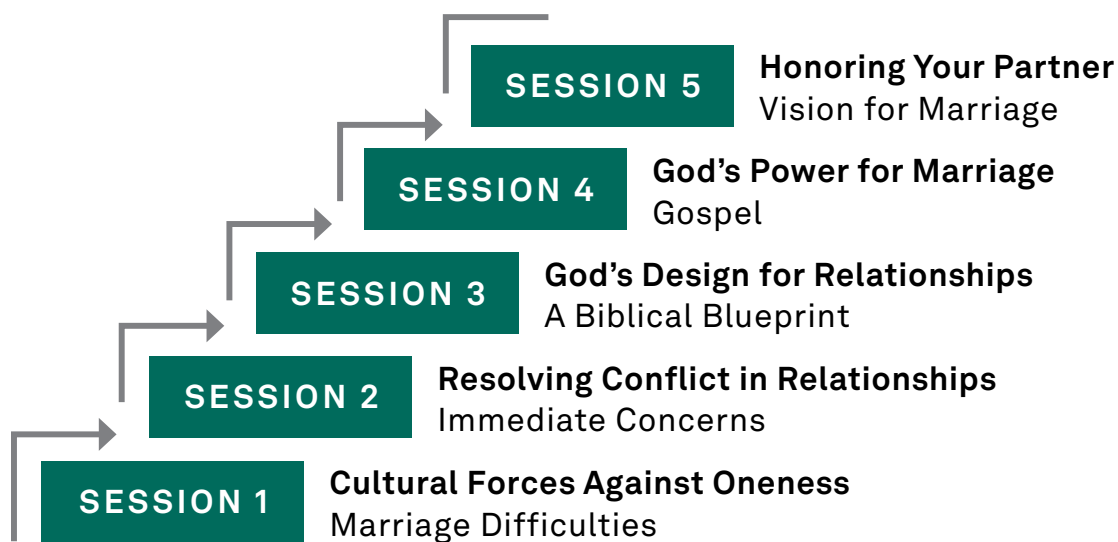 SESSION 5
Honoring Your Partner
Vision for Marriage
SESSION 4
God’s Power for Marriage
Gospel
SESSION 3
God’s Design for Relationships
A Biblical Blueprint
SESSION 2
Resolving Conflict in Relationships
Immediate Concerns
SESSION 1
Cultural Forces Against Oneness
Marriage Difficulties